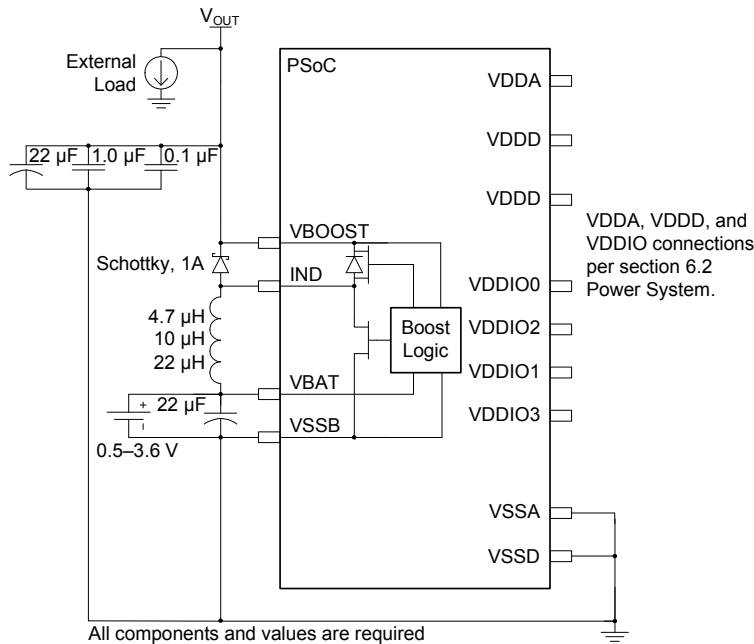 V_OUT
External
Load
PSoC
VDDA
22 µF 1.0 µF 0.1 µF
VDDD
VDDD
VDDA, VDDD, and
VDDIO connections
per section 6.2
Power System.
VBOOST
Schottky, 1A
IND
VDDIO0
4.7 µH
10 µH
22 µH
Boost
Logic
VDDIO2
VDDIO1
VBAT
22 µF
+
–
VDDIO3
VSSB
0.5–3.6 V
VSSA
VSSD
All components and values are required